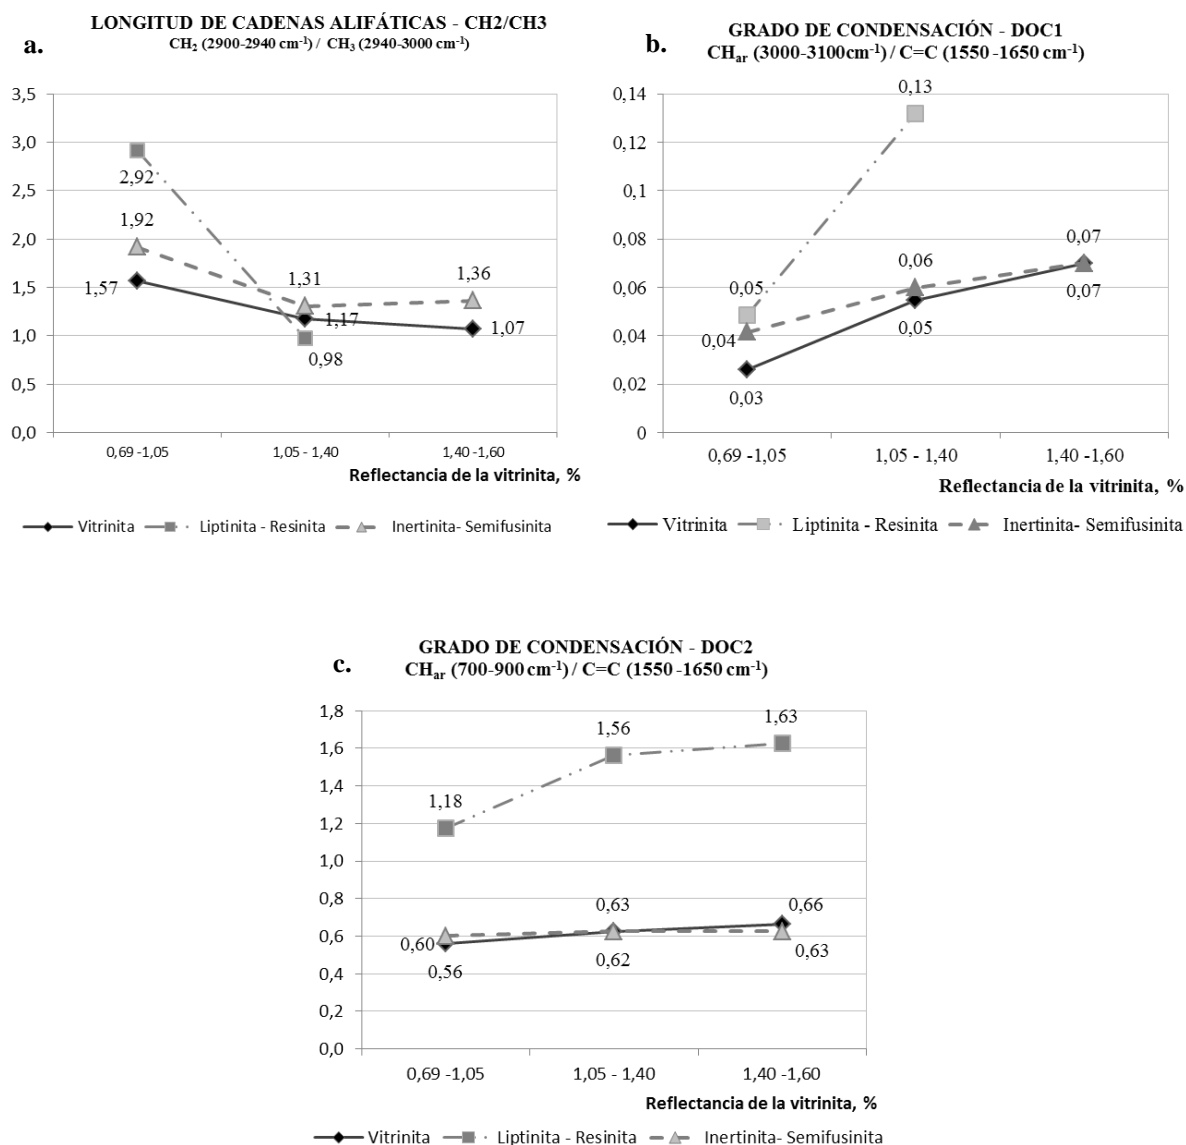 a.
LONGITUD DE CADENAS ALIFÁTICAS - CH2/CH3
CH₂ (2900-2940 cm⁻¹) / CH₃ (2940-3000 cm⁻¹)
3,5
3,0
2,5
2,0
1,5
1,0
0,5
0,0
2,92
1,92
1,57
1,31
1,17
0,98
1,36
1,07
0,69 -1,05
1,05 - 1,40
1,40 -1,60
Reflectancia de la vitrinita, %
Vitrinita
Liptinita - Resinita
Inertinita- Semifusinita
b.
GRADO DE CONDENSACIÓN - DOC1
CHar (3000-3100cm⁻¹) / C=C (1550 -1650 cm⁻¹)
0,14
0,12
0,1
0,08
0,06
0,04
0,02
0
0,13
0,05
0,04
0,03
0,06
0,05
0,07
0,07
0,69 -1,05
1,05 - 1,40
1,40 -1,60
Reflectancia de la vitrinita, %
Vitrinita
Liptinita - Resinita
Inertinita- Semifusinita
c.
GRADO DE CONDENSACIÓN - DOC2
CHar (700-900 cm⁻¹) / C=C (1550 -1650 cm⁻¹)
1,8
1,6
1,4
1,2
1,0
0,8
0,6
0,4
0,2
0,0
1,18
1,56
1,63
0,60
0,56
0,63
0,62
0,66
0,63
0,69 -1,05
1,05 - 1,40
1,40 -1,60
Reflectancia de la vitrinita, %
Vitrinita
Liptinita - Resinita
Inertinita- Semifusinita